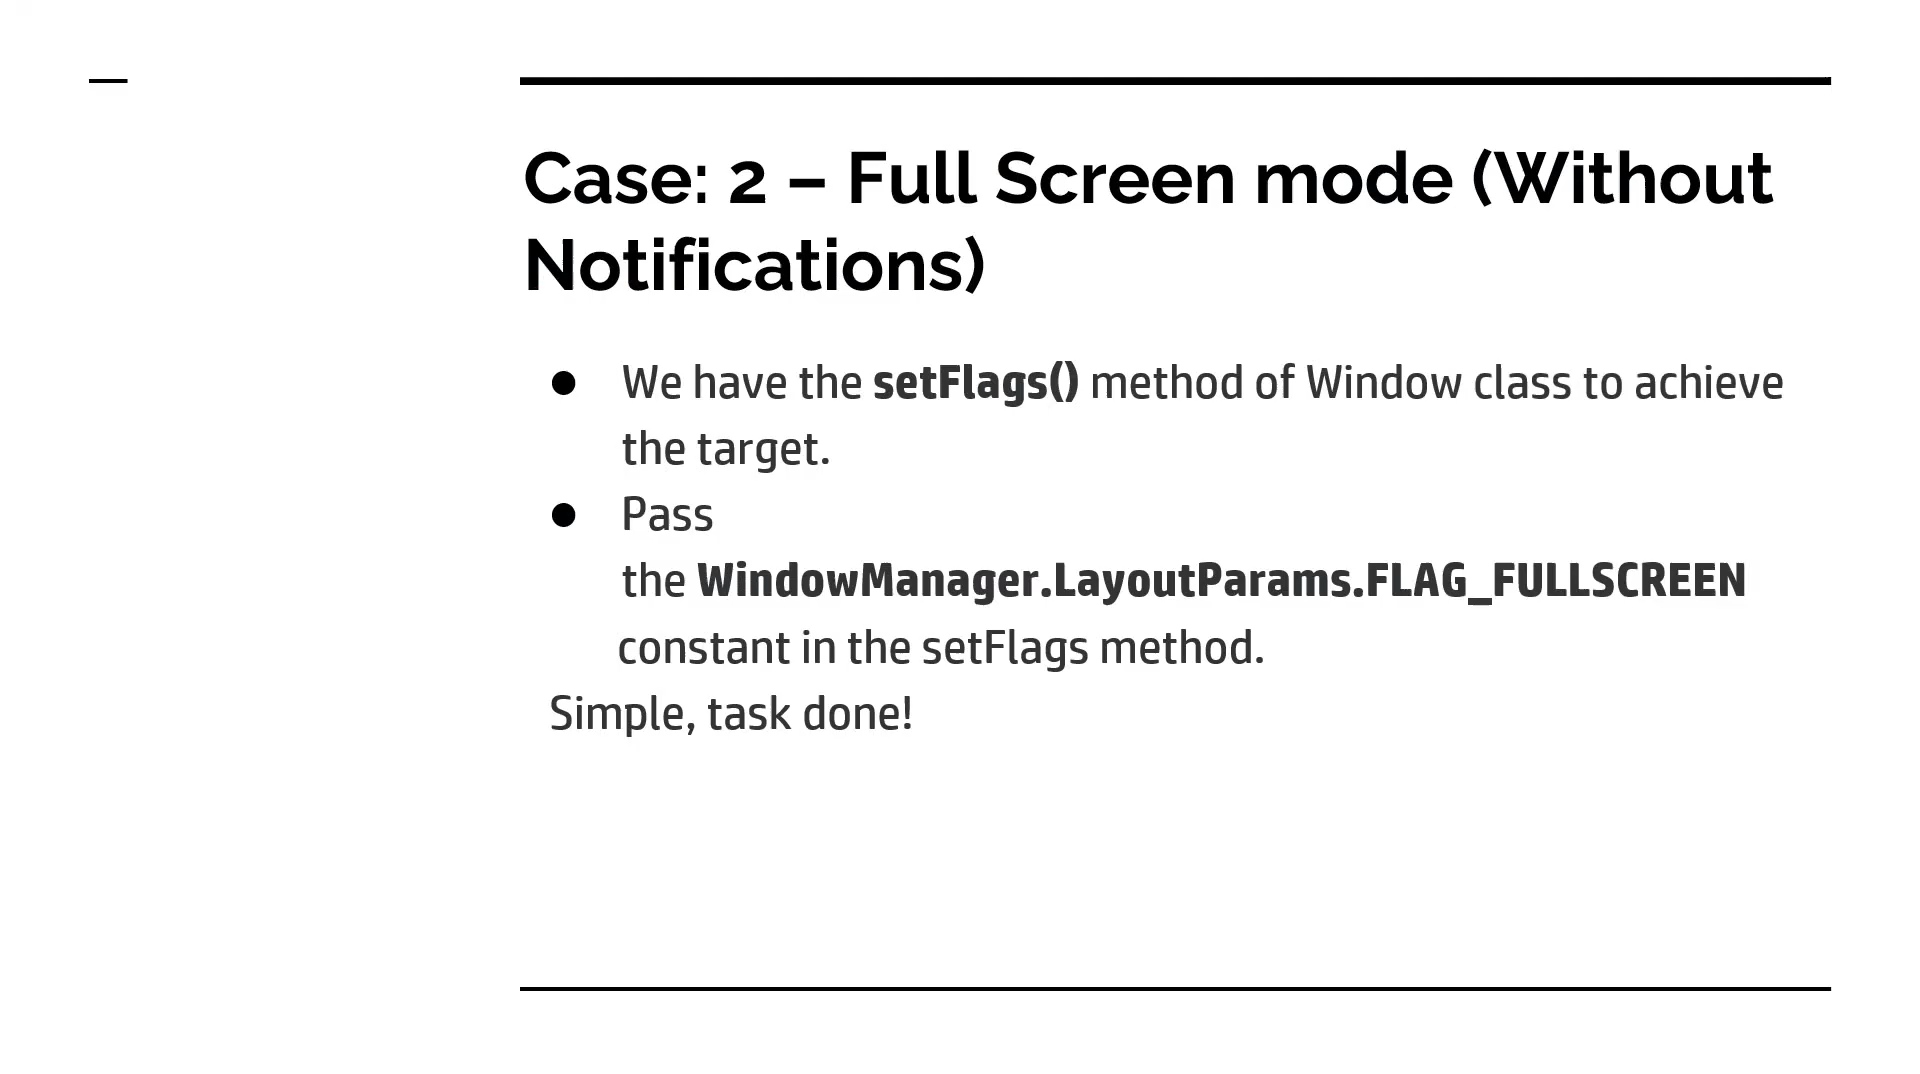 Case: 2 – Full Screen mode (Without
Notifications)
● We have the setFlags() method of Window class to achieve
the target.
● Pass
the WindowManager.LayoutParams.FLAG_FULLSCREEN
constant in the setFlags method.
Simple, task done!